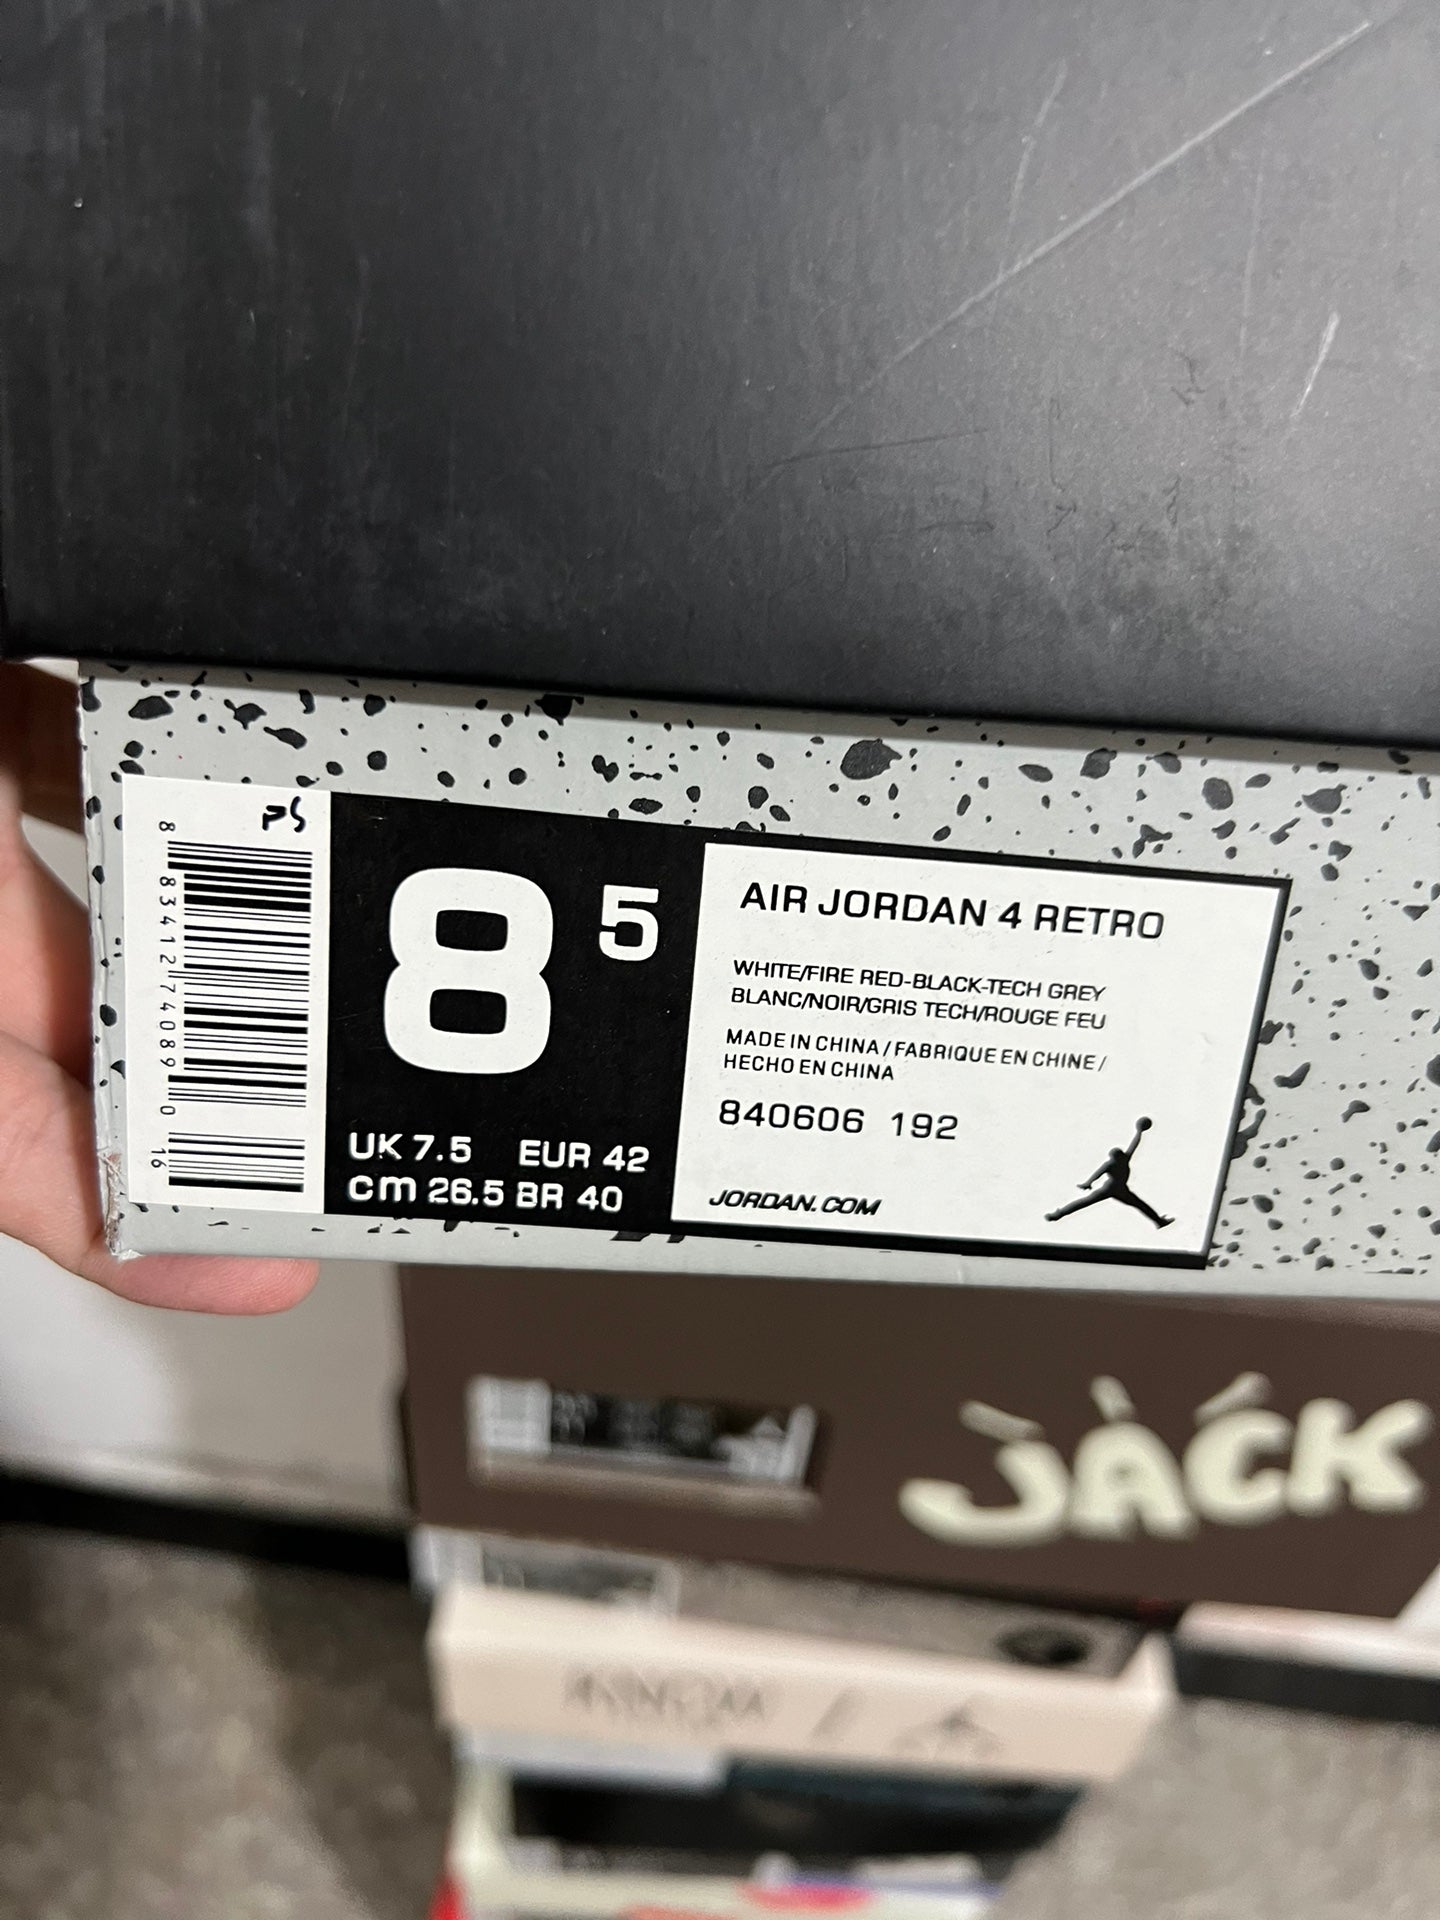 PS
8 83412 74089 0
16
8 5
UK 7.5 EUR 42
cm 26.5 BR 40
AIR JORDAN 4 RETRO
WHITE/FIRE RED-BLACK-TECH GREY
BLANC/NOIR/GRIS TECH/ROUGE FEU
MADE IN CHINA / FABRIQUE EN CHINE /
HECHO EN CHINA
840606 192
JORDAN.COM
JACK